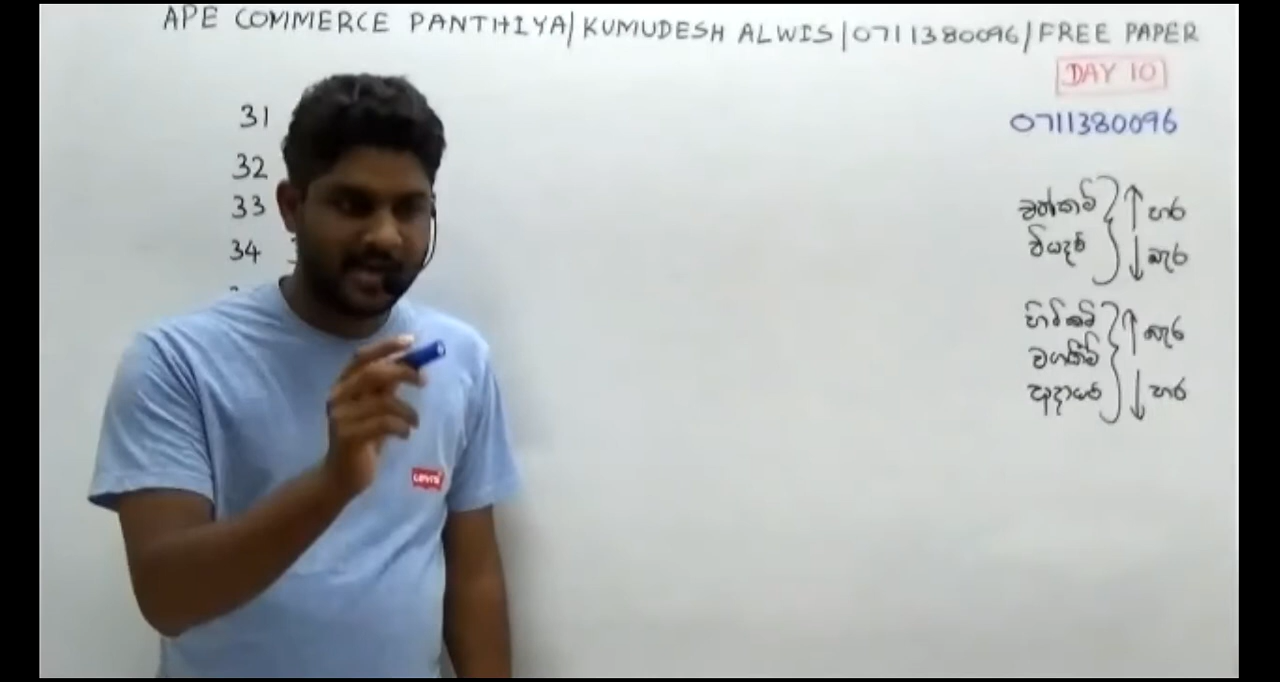 APE COMMERCE PANTHIYA/KUMUDESH ALWIS/0711380096/FREE PAPER
DAY 10
0711380096
31
32
33
34
වත්කම් ↑ හර
වියදම් ↓ බැර
හිමිකම් ↑ බැර
වගකීම්
ආදායම් ↓ හර
Levi's